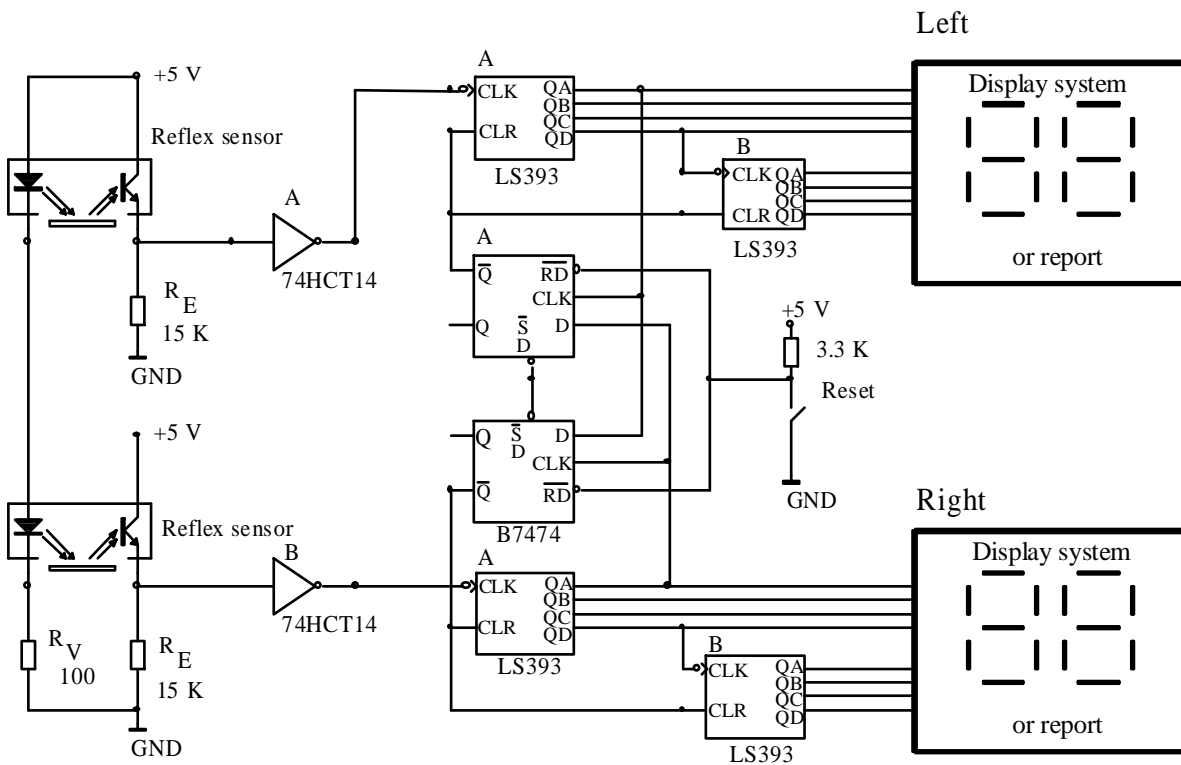 Left
+5 V
Reflex sensor
A
74HCT14
R E
15 K
GND
A
CLK QA
QB
QC
CLR QD
LS393
B
CLK QA
QB
QC
CLR QD
LS393
Display system
or report
A
Q̅ R̅D̅
CLK
Q S̅ D
D
+5 V
3.3 K
Reset
GND
Q S̅ D
D
CLK
Q̅ R̅D̅
B7474
+5 V
Reflex sensor
B
74HCT14
R V
100
R E
15 K
GND
A
CLK QA
QB
QC
CLR QD
LS393
B
CLK QA
QB
QC
CLR QD
LS393
Right
Display system
or report